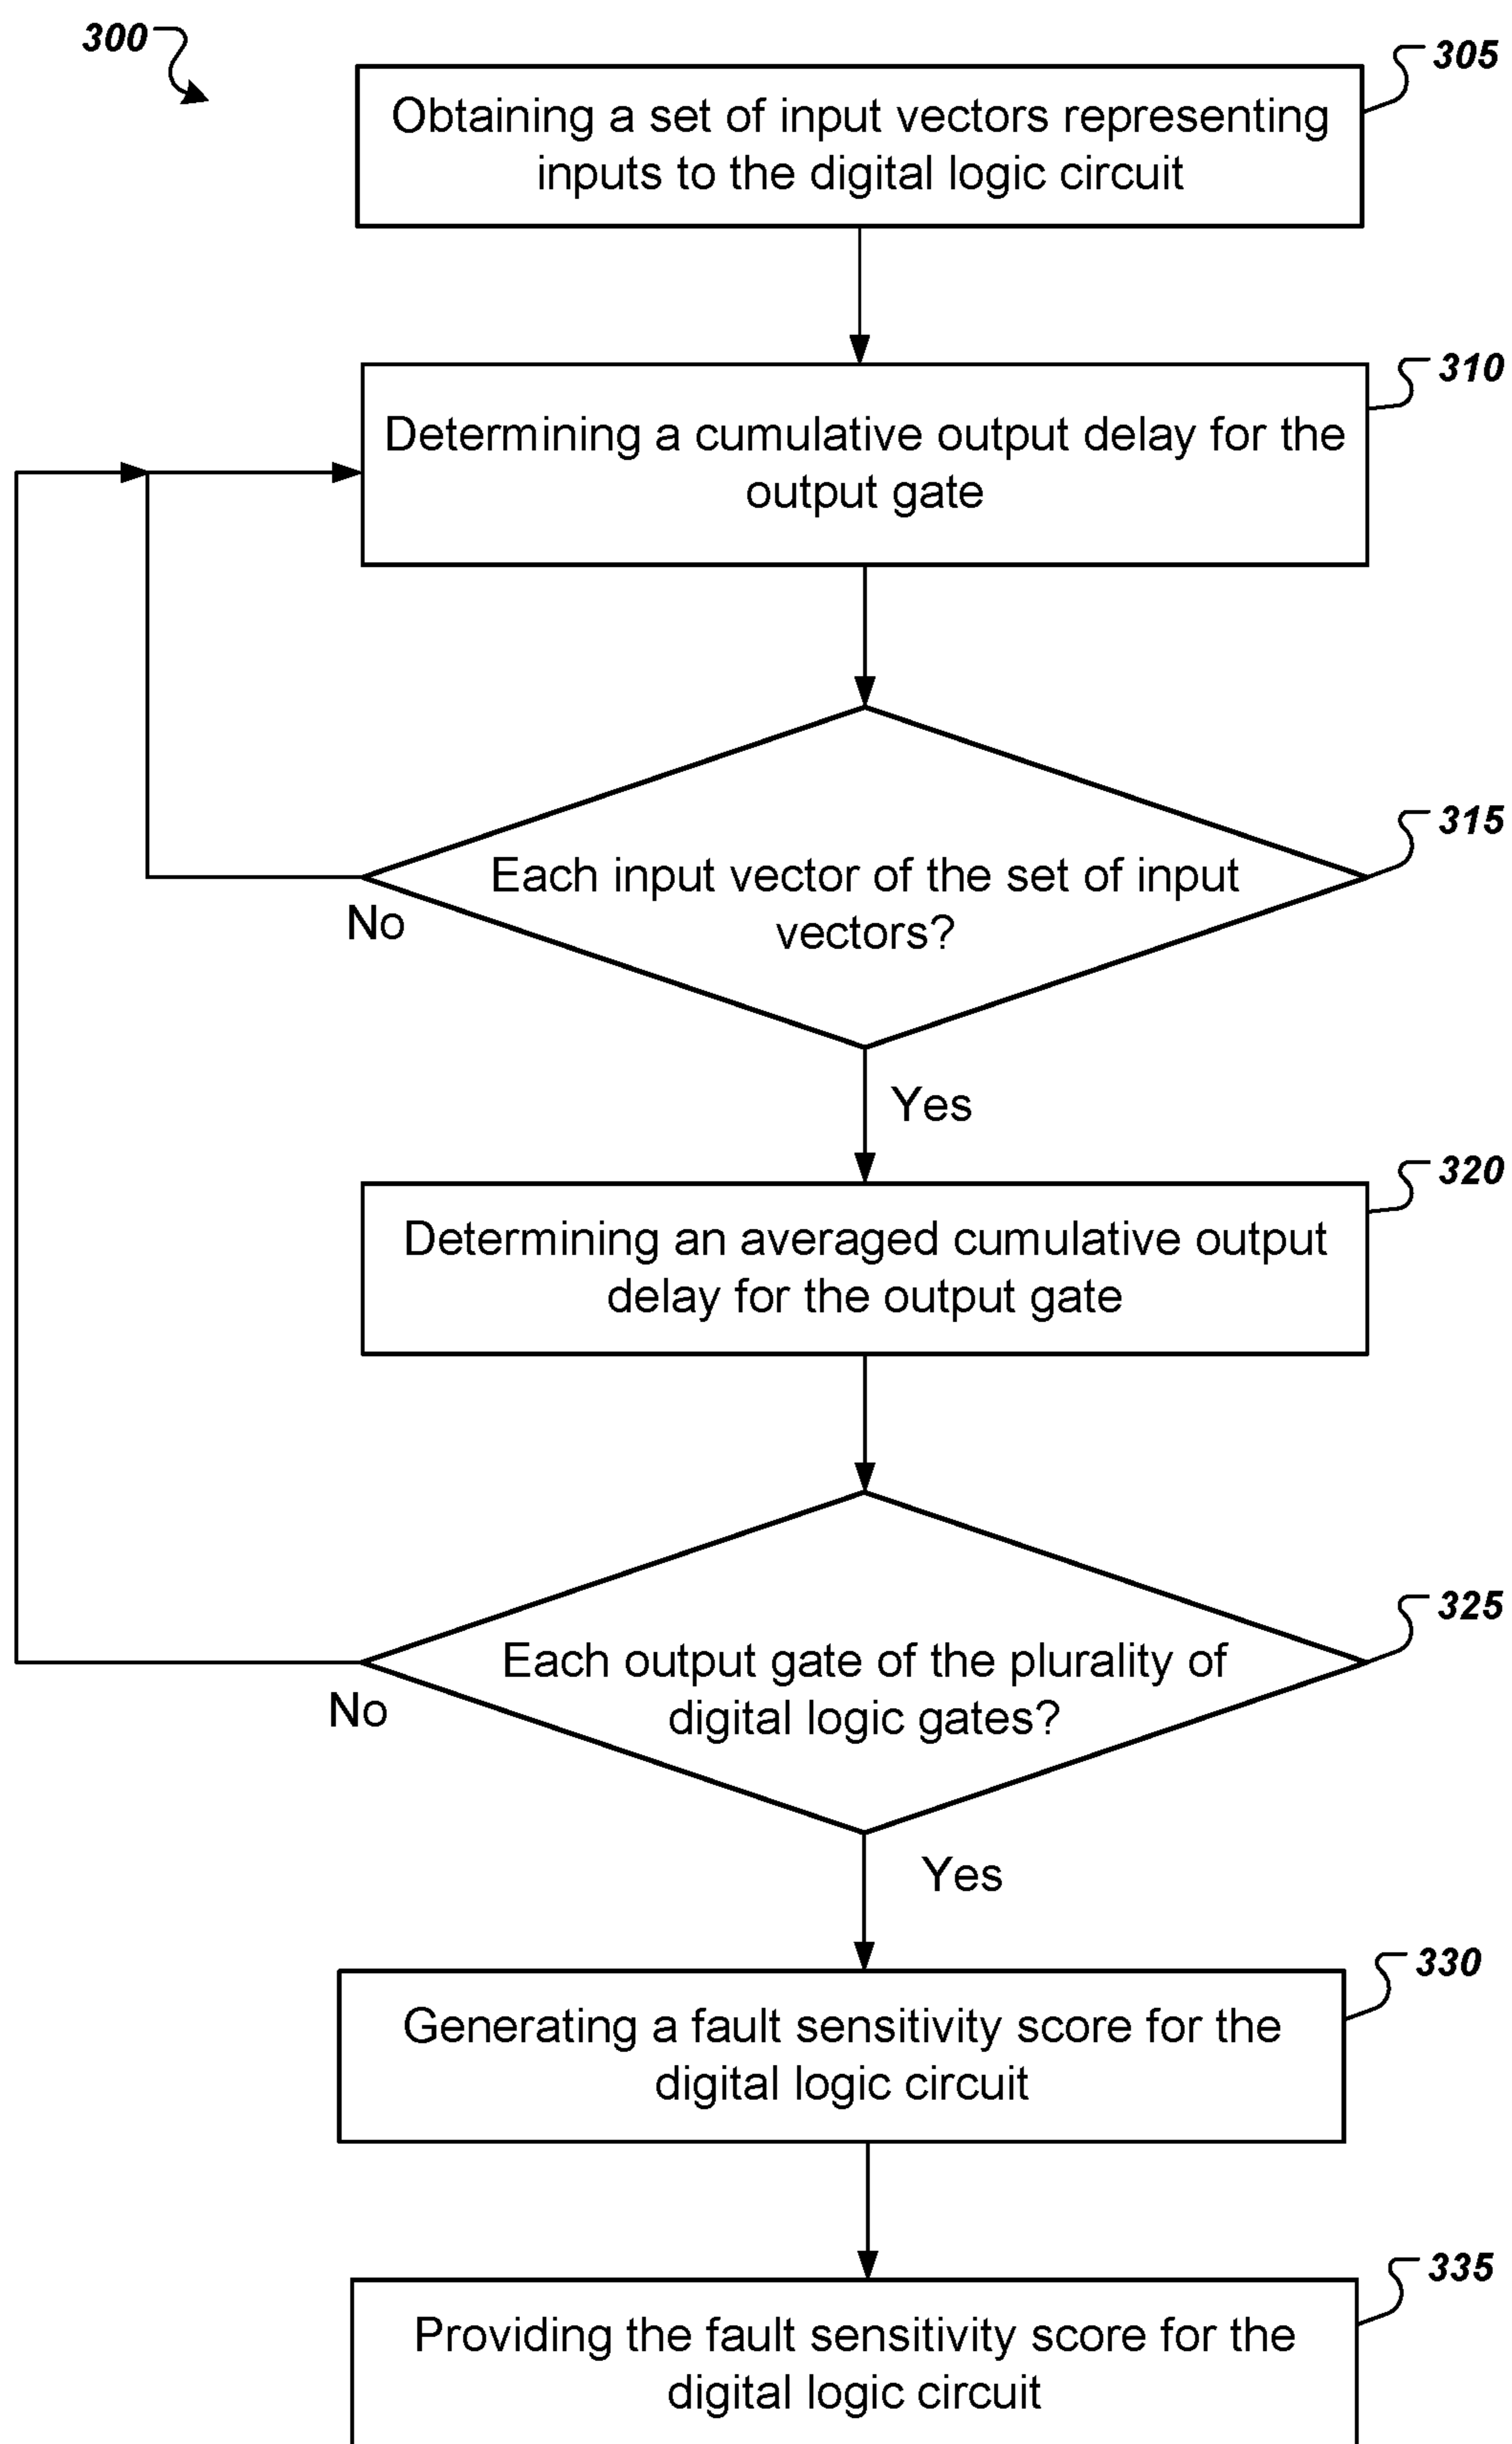 300
305
Obtaining a set of input vectors representing
inputs to the digital logic circuit
310
Determining a cumulative output delay for the
output gate
315
Each input vector of the set of input
vectors?
No
Yes
320
Determining an averaged cumulative output
delay for the output gate
325
Each output gate of the plurality of
digital logic gates?
No
Yes
330
Generating a fault sensitivity score for the
digital logic circuit
335
Providing the fault sensitivity score for the
digital logic circuit